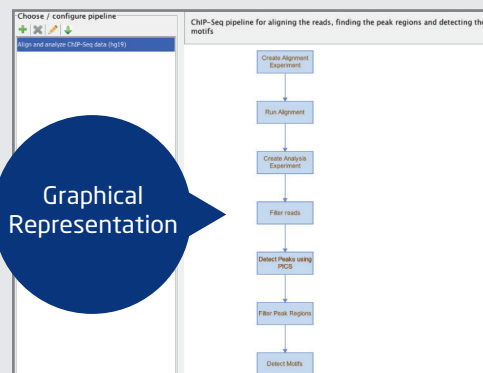 Choose / configure pipeline
Align and analyze ChIP-Seq data (hg19)
ChIP-Seq pipeline for aligning the reads, finding the peak regions and detecting the
motifs
Create Alignment
Experiment
Run Alignment
Create Analysis
Experiment
Filter reads
Detect Peaks using
PICS
Filter Peak Regions
Detect Motifs
Graphical
Representation